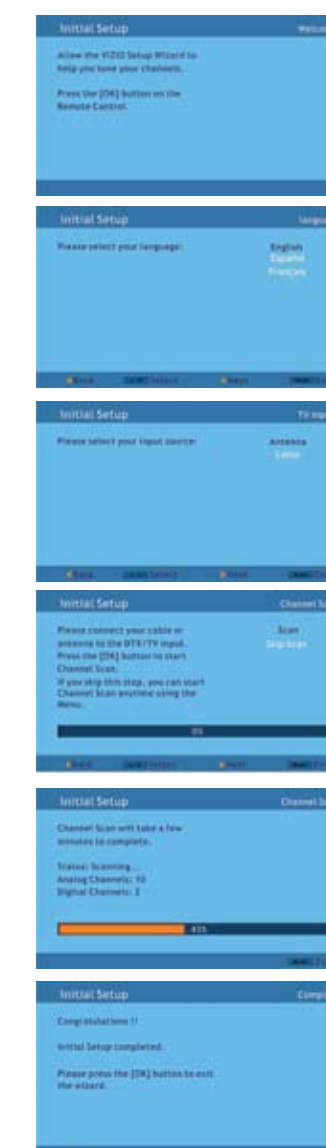 Initial Setup
Allow the VIZIO Setup Wizard to
help you tune your channels.
Press the [OK] button on the
Remote Control.
Initial Setup
Please select your language:
English
Español
Français
Initial Setup
Please select your input source:
Antenna
Cable
Initial Setup
Channel
Please connect your cable or
antenna to the DTV/TV input.
Press the [OK] button to start
Channel Scan.
If you skip this step, you can start
Channel Scan anytime using the
Menu.
Scan
Skip Scan
0%
Initial Setup
Channel
Channel Scan will take a few
minutes to complete.
Status: Scanning...
Analog Channels: 10
Digital Channels: 2
43%
Initial Setup
Congratulations !!
Initial Setup completed.
Please press the [OK] button to exit
the wizard.